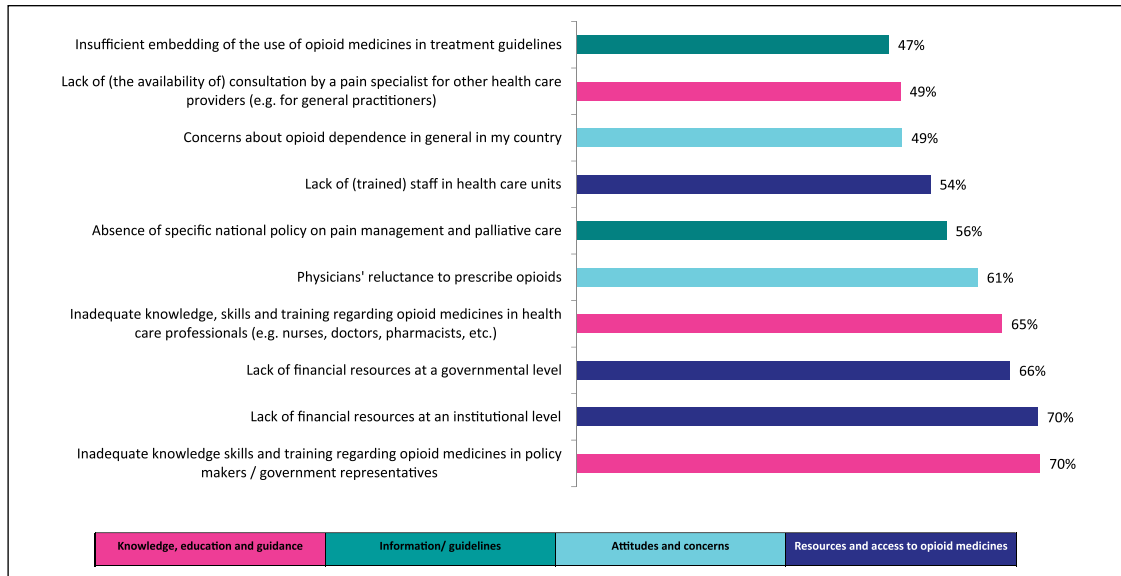 Insufficient embedding of the use of opioid medicines in treatment guidelines
47%
Lack of (the availability of) consultation by a pain specialist for other health care
providers (e.g. for general practitioners)
49%
Concerns about opioid dependence in general in my country
49%
Lack of (trained) staff in health care units
54%
Absence of specific national policy on pain management and palliative care
56%
Physicians' reluctance to prescribe opioids
61%
Inadequate knowledge, skills and training regarding opioid medicines in health
care professionals (e.g. nurses, doctors, pharmacists, etc.)
65%
Lack of financial resources at a governmental level
66%
Lack of financial resources at an institutional level
70%
Inadequate knowledge skills and training regarding opioid medicines in policy
makers / government representatives
70%
Knowledge, education and guidance
Information/ guidelines
Attitudes and concerns
Resources and access to opioid medicines